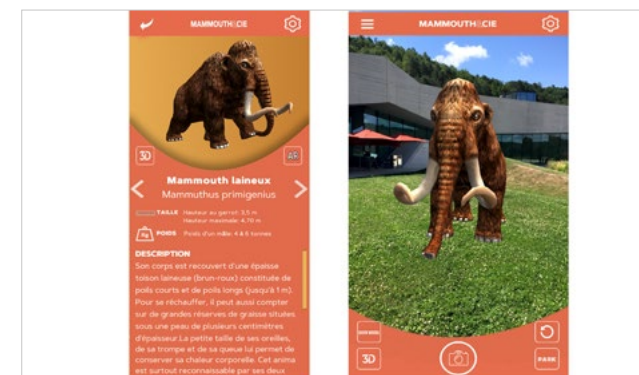 MAMMOUTH&CIE
3D
AR
Mammouth laineux
Mammuthus primigenius
TAILLE Hauteur au garrot: 3,5 m
Hauteur maximale: 4,70 m
Kg POIDS Poids d'un mâle: 4 à 6 tonnes
DESCRIPTION
Son corps est recouvert d'une épaisse
toison laineuse (brun-roux) constituée de
poils courts et de poils longs (jusqu'à 1 m).
Pour se réchauffer, il peut aussi compter
sur de grandes réserves de graisse situées
sous une peau de plusieurs centimètres
d'épaisseur.La petite taille de ses oreilles,
de sa trompe et de sa queue lui permet de
conserver sa chaleur corporelle. Cet anima
est surtout reconnaissable par ses deux
MAMMOUTH&CIE
3D
PARK